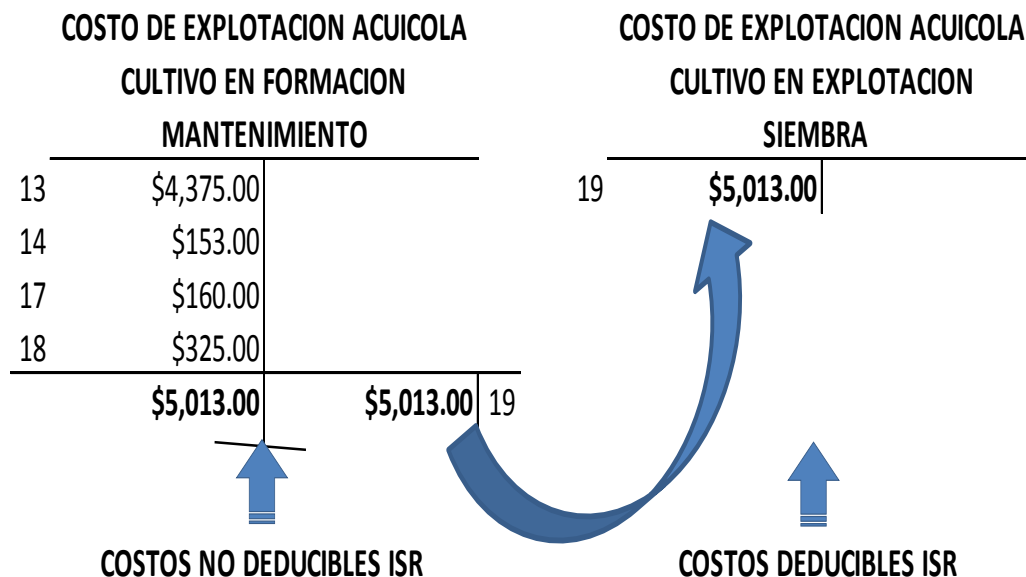 COSTO DE EXPLOTACION ACUICOLA
CULTIVO EN FORMACION
MANTENIMIENTO
13 $4,375.00
14 $153.00
17 $160.00
18 $325.00
$5,013.00 $5,013.00 19
COSTOS NO DEDUCIBLES ISR
COSTO DE EXPLOTACION ACUICOLA
CULTIVO EN EXPLOTACION
SIEMBRA
19 $5,013.00
COSTOS DEDUCIBLES ISR